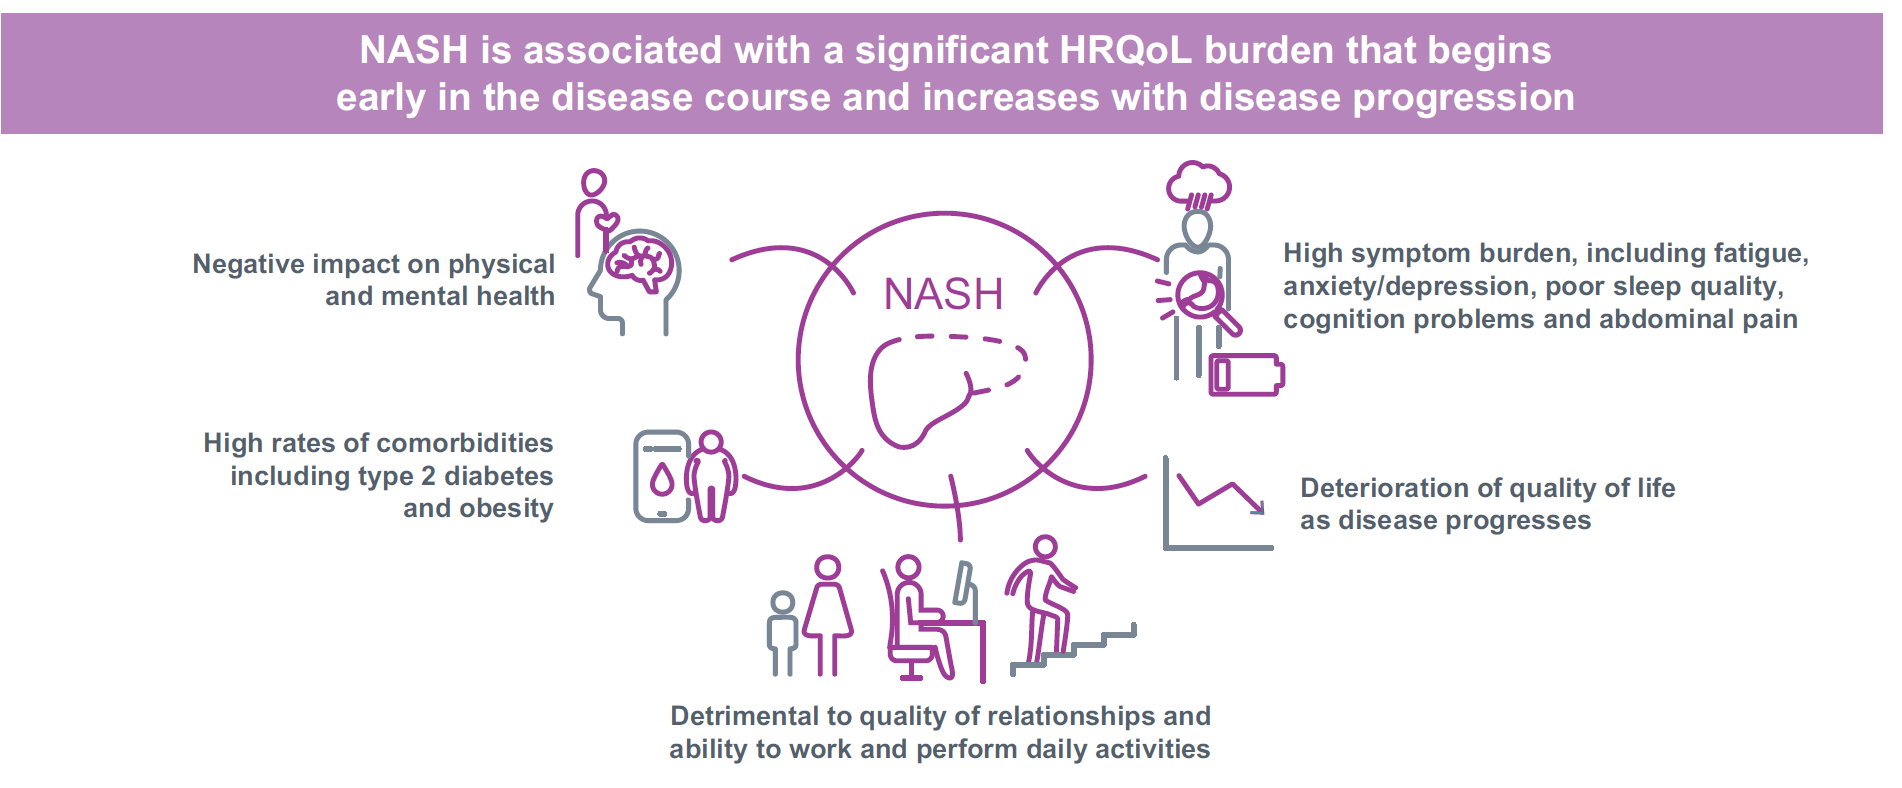 NASH is associated with a significant HRQoL burden that begins
early in the disease course and increases with disease progression
Negative impact on physical
and mental health
NASH
High symptom burden, including fatigue,
anxiety/depression, poor sleep quality,
cognition problems and abdominal pain
High rates of comorbidities
including type 2 diabetes
and obesity
Deterioration of quality of life
as disease progresses
Detrimental to quality of relationships and
ability to work and perform daily activities